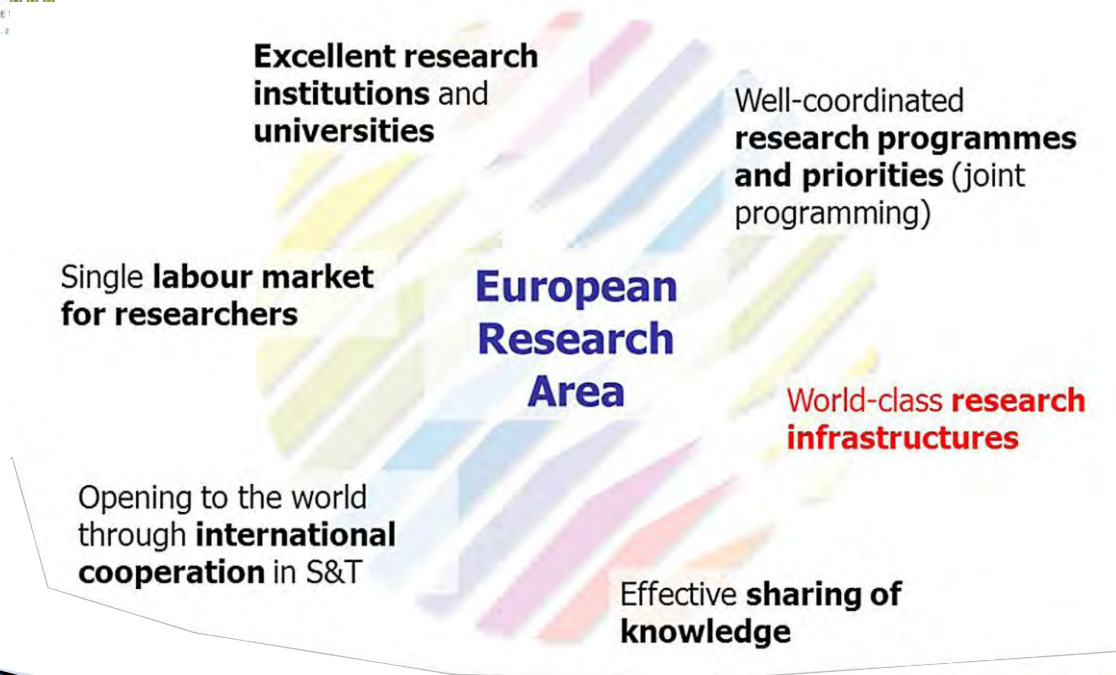 Excellent research
institutions and
universities
Well-coordinated
research programmes
and priorities (joint
programming)
Single labour market
for researchers
European
Research
Area
World-class research
infrastructures
Opening to the world
through international
cooperation in S&T
Effective sharing of
knowledge